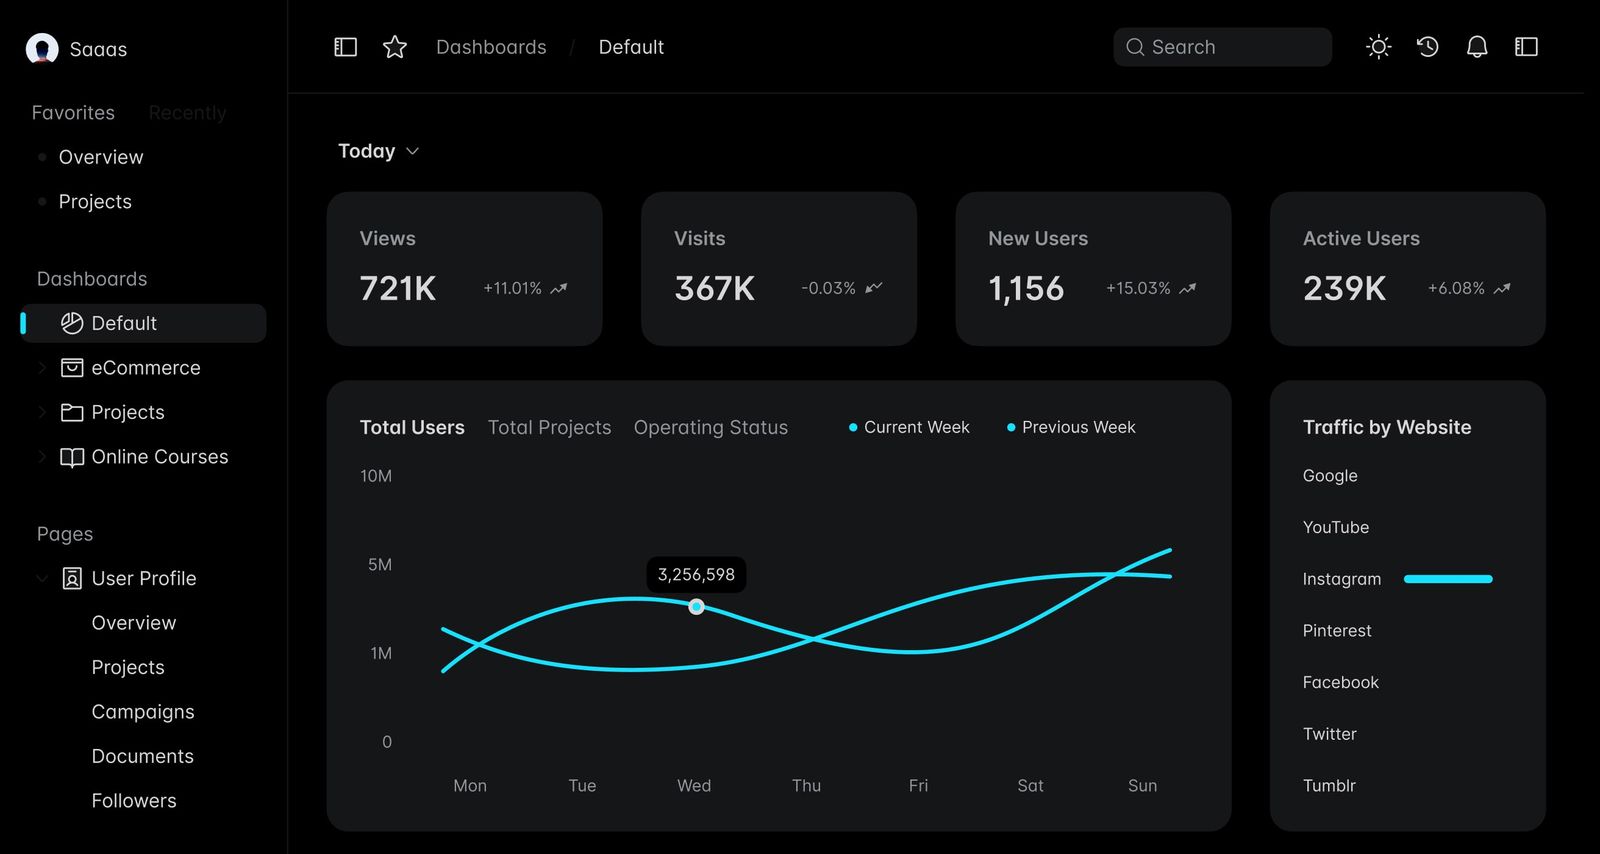 Saaas
Dashboards / Default
Search
Favorites Recently
Overview
Projects
Dashboards
Default
eCommerce
Projects
Online Courses
Pages
User Profile
Overview
Projects
Campaigns
Documents
Followers
Today
Views
721K +11.01%
Visits
367K -0.03%
New Users
1,156 +15.03%
Active Users
239K +6.08%
Total Users Total Projects Operating Status Current Week Previous Week
10M
5M
1M
0
3,256,598
Mon Tue Wed Thu Fri Sat Sun
Traffic by Website
Google
YouTube
Instagram
Pinterest
Facebook
Twitter
Tumblr